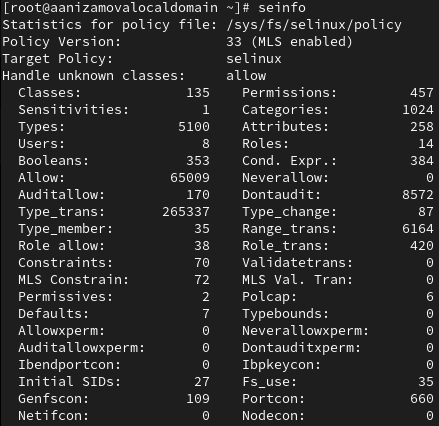 [root@aanizamovalocaldomain ~]# seinfo
Statistics for policy file: /sys/fs/selinux/policy
Policy Version: 33 (MLS enabled)
Target Policy: selinux
Handle unknown classes: allow
Classes: 135 Permissions: 457
Sensitivities: 1 Categories: 1024
Types: 5100 Attributes: 258
Users: 8 Roles: 14
Booleans: 353 Cond. Expr.: 384
Allow: 65009 Neverallow: 0
Auditallow: 170 Dontaudit: 8572
Type_trans: 265337 Type_change: 87
Type_member: 35 Range_trans: 6164
Role allow: 38 Role_trans: 420
Constraints: 70 Validatetrans: 0
MLS Constrain: 72 MLS Val. Tran: 0
Permissives: 2 Polcap: 6
Defaults: 7 Typebounds: 0
Allowxperm: 0 Neverallowxperm: 0
Auditallowxperm: 0 Dontauditxperm: 0
Ibendportcon: 0 Ibpkeycon: 0
Initial SIDs: 27 Fs_use: 35
Genfscon: 109 Portcon: 660
Netifcon: 0 Nodecon: 0